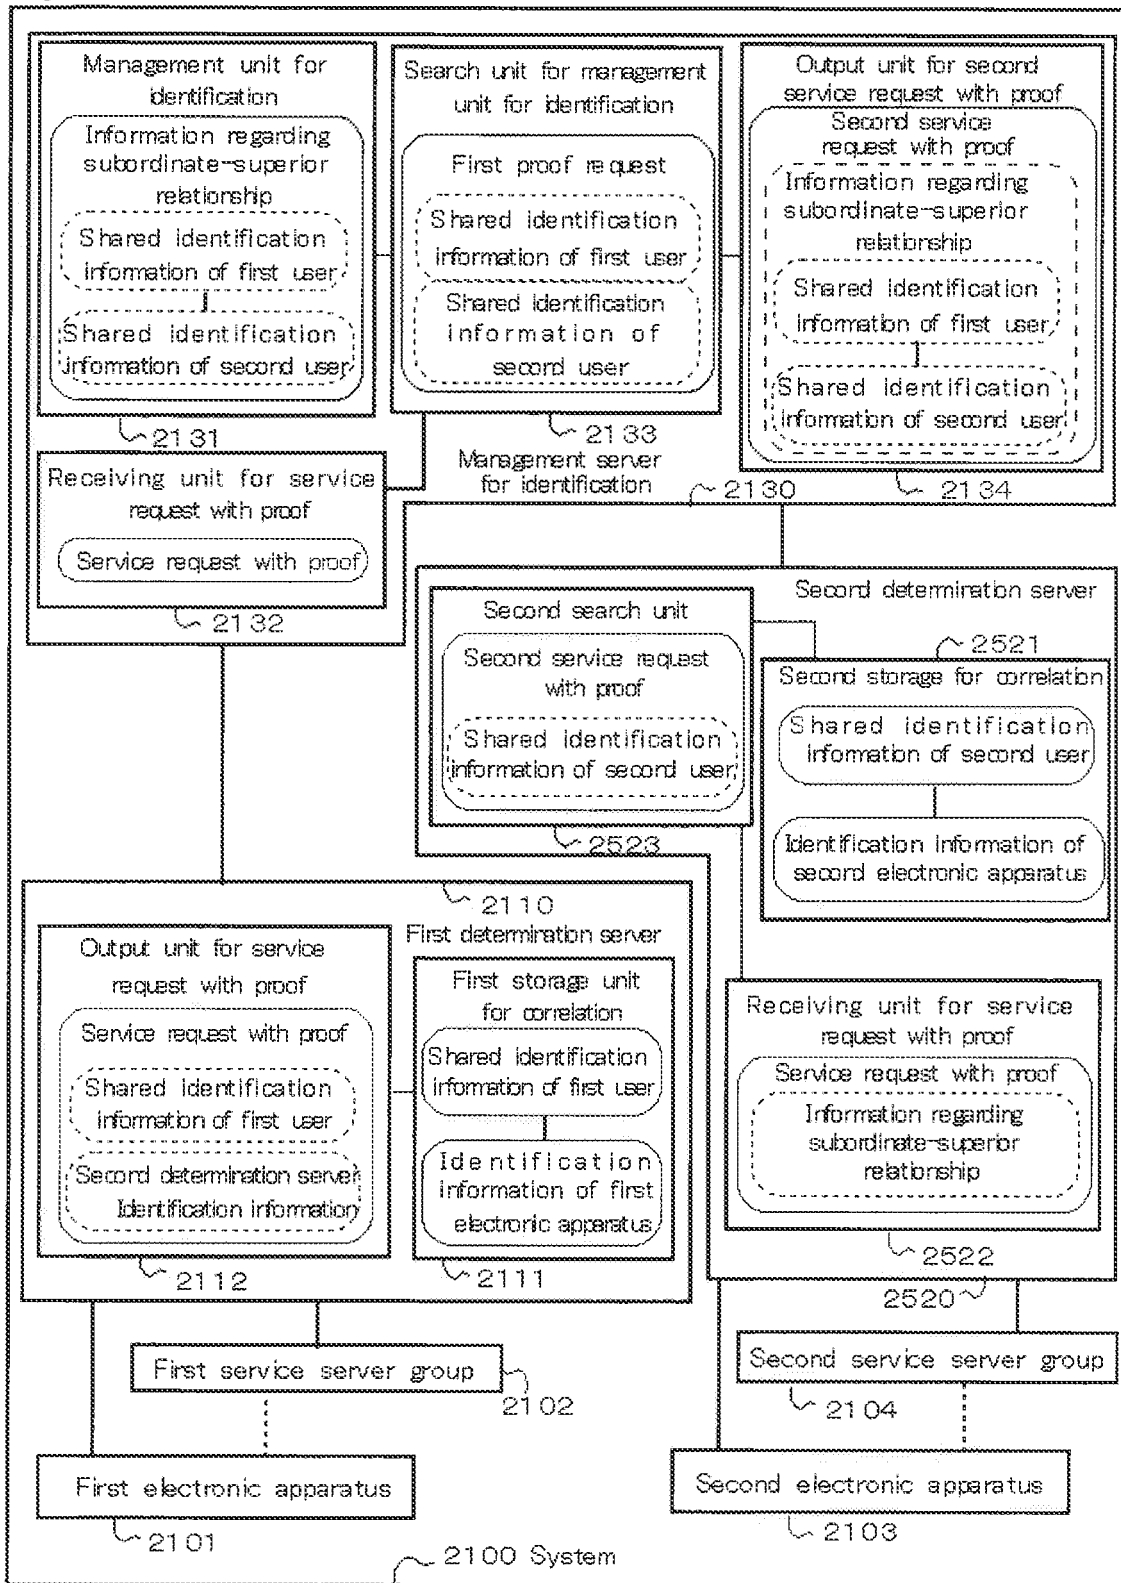 Management unit for
identification
Information regarding
subordinate-superior
relationship
Shared identification
information of first user
Shared identification
information of second user
2131
Search unit for management
unit for identification
First proof request
Shared identification
information of first user
Shared identification
information of
second user
2133
Output unit for second
service request with proof
Second service
request with proof
Information regarding
subordinate-superior
relationship
Shared identification
information of first user
Shared identification
information of second user
2134
Management server
for identification
2130
Receiving unit for service
request with proof
Service request with proof
2132
Second determination server
Second search unit
Second service request
with proof
Shared identification
information of second user
2523
2521
Second storage for correlation
Shared identification
information of second user
Identification information of
second electronic apparatus
2110
First determination server
Output unit for service
request with proof
Service request with proof
Shared identification
information of first user
Second determination server
Identification information
2112
First storage unit
for correlation
Shared identification
information of first user
Identification
information of first
electronic apparatus
2111
Receiving unit for service
request with proof
Service request with proof
Information regarding
subordinate-superior
relationship
2522
2520
First service server group
2102
Second service server group
2104
First electronic apparatus
2101
Second electronic apparatus
2103
2100 System